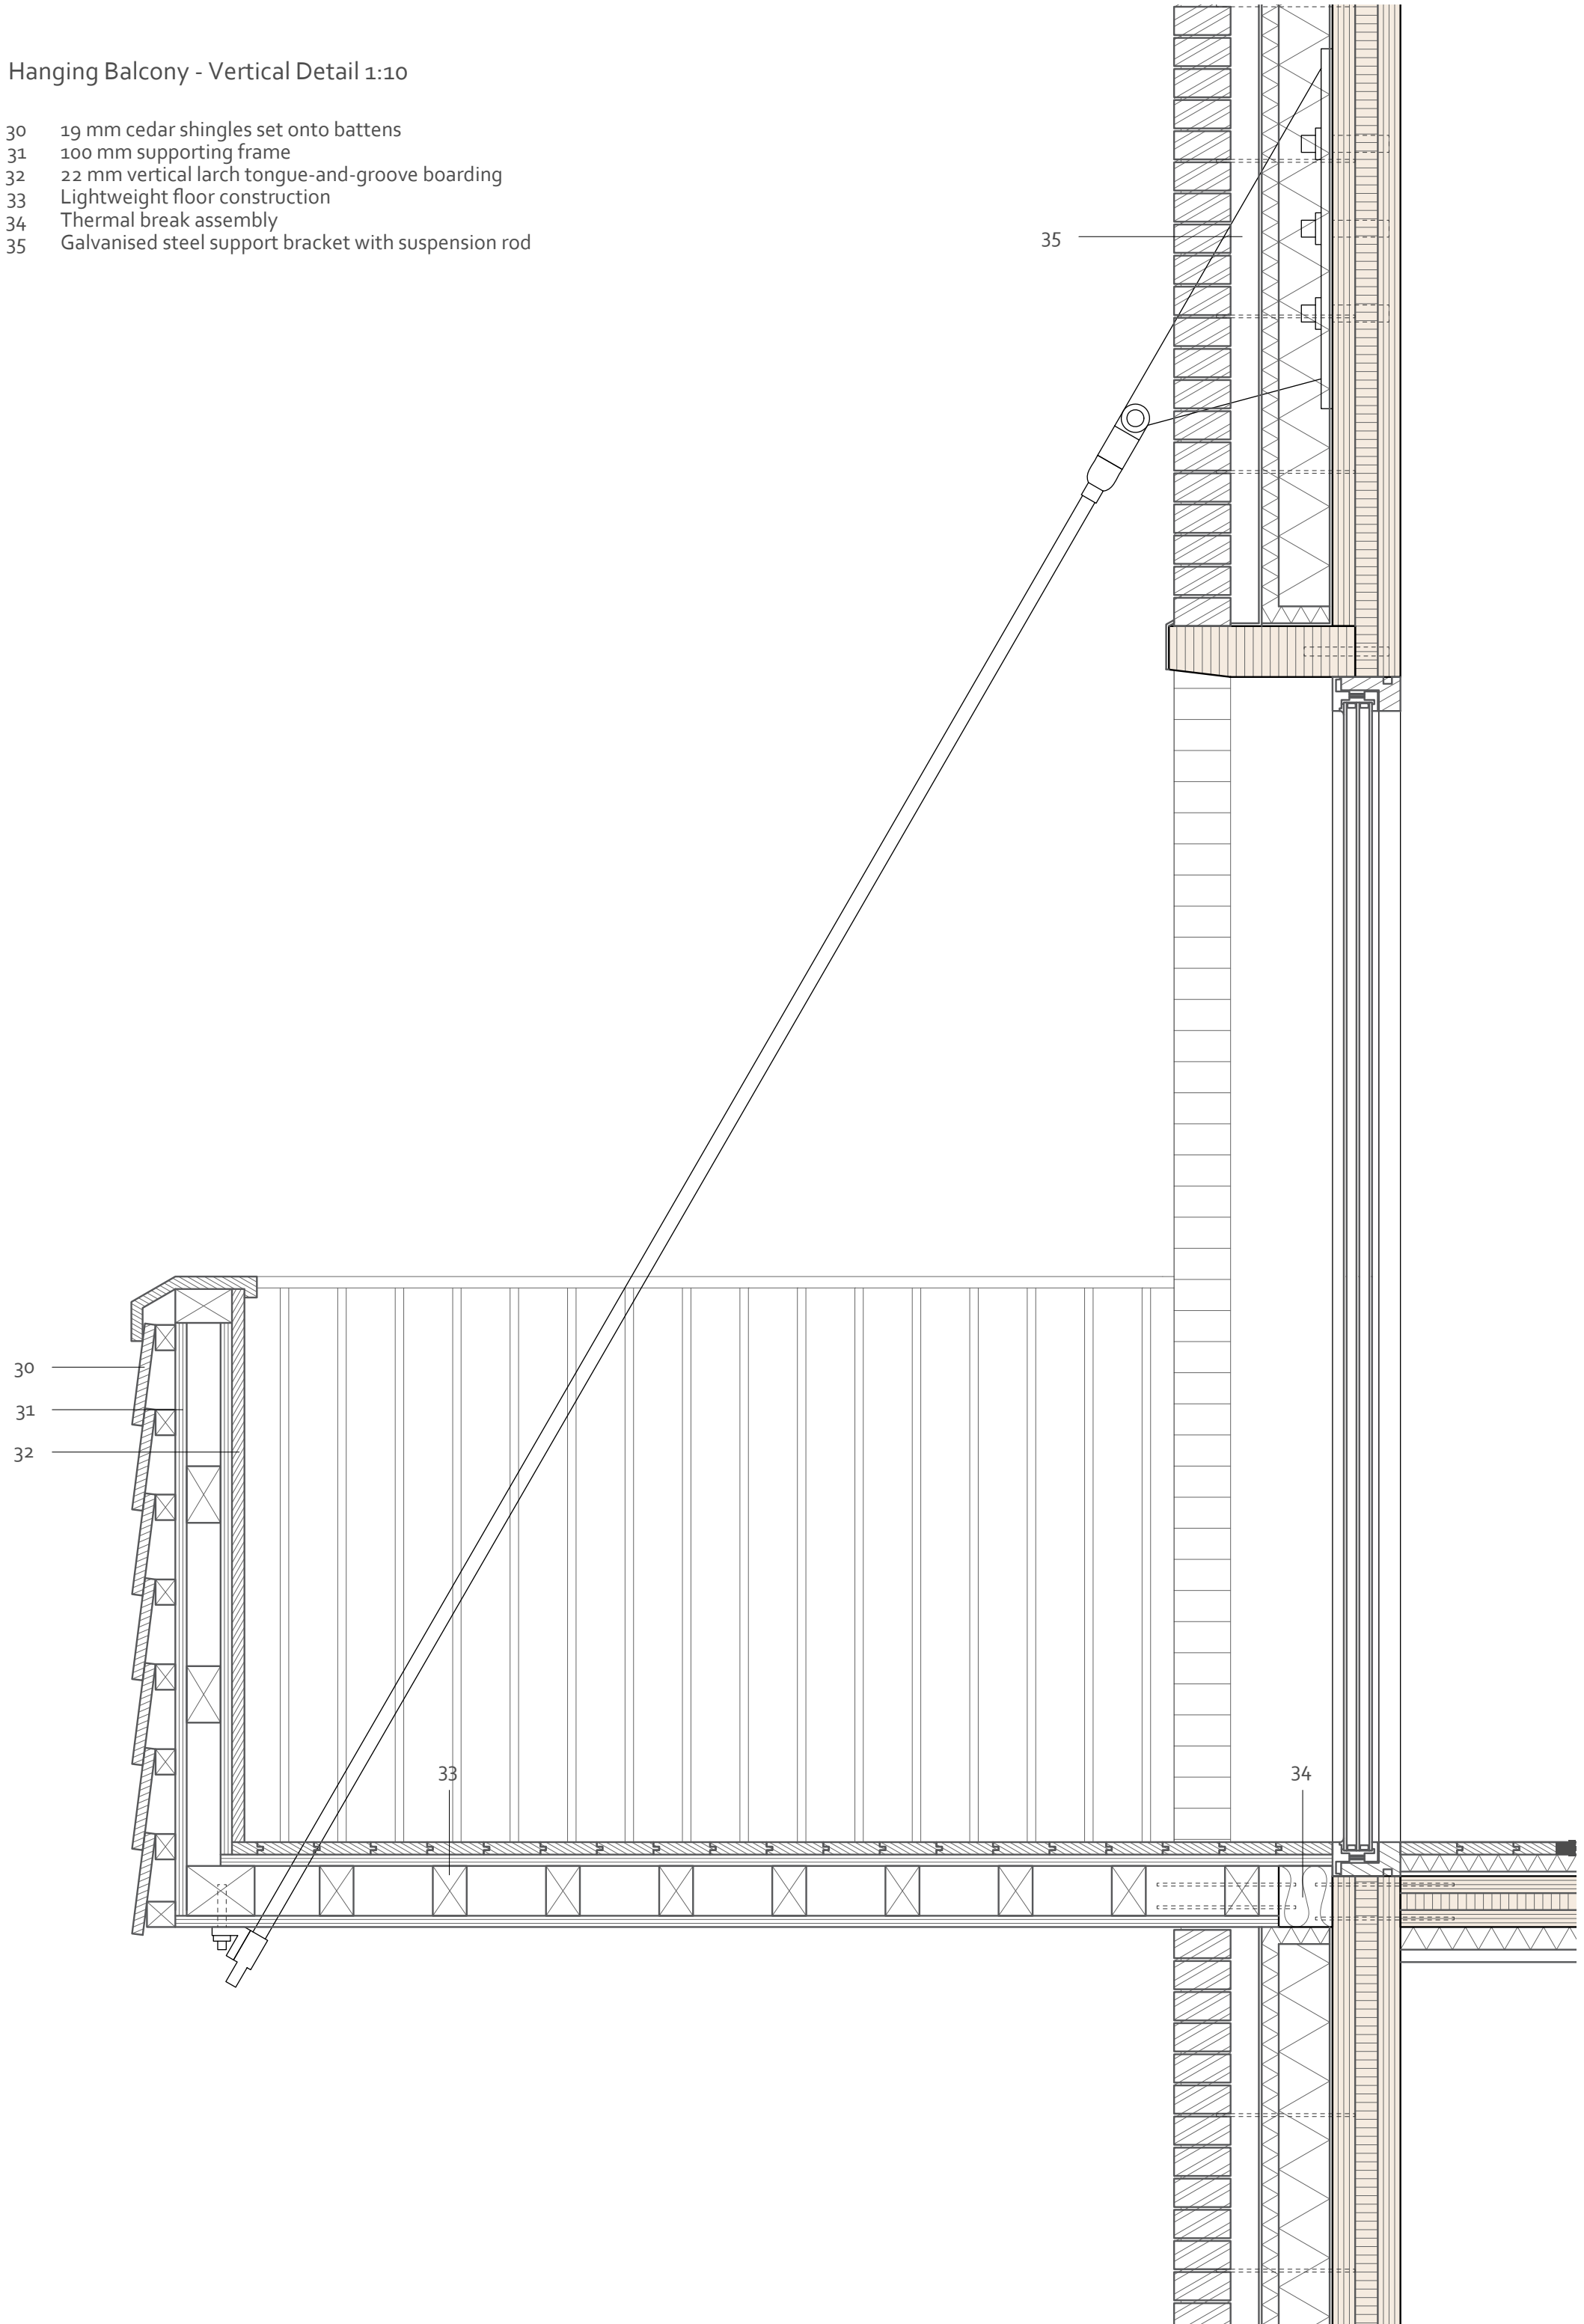 Hanging Balcony - Vertical Detail 1:10
30 19 mm cedar shingles set onto battens
31 100 mm supporting frame
32 22 mm vertical larch tongue-and-groove boarding
33 Lightweight floor construction
34 Thermal break assembly
35 Galvanised steel support bracket with suspension rod
35
30
31
32
33
34